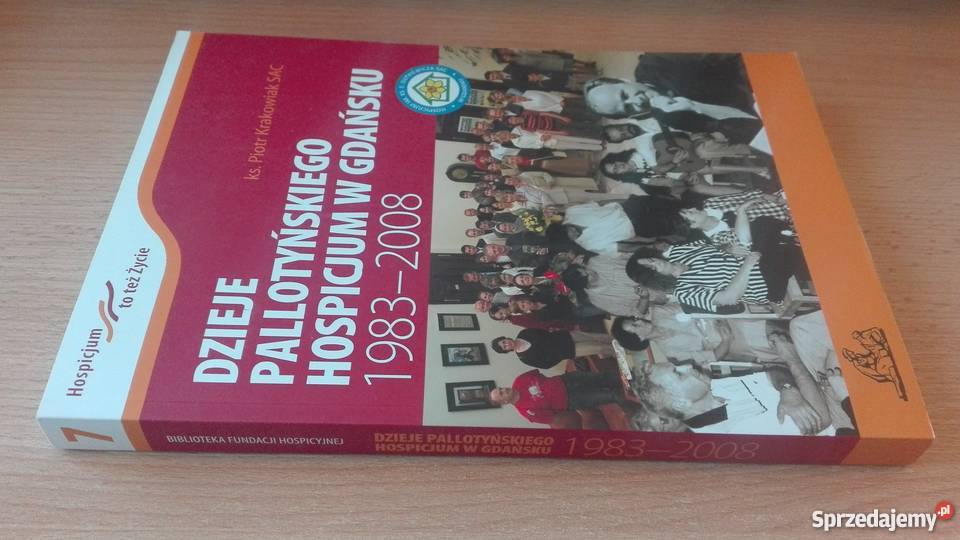 Hospicjum
to też Życie
ks. Piotr Krakowiak SAC
DZIEJE
PALLOTYŃSKIEGO
HOSPICJUM W GDAŃSKU
1983–2008
7
BIBLIOTEKA FUNDACJI HOSPICYJNEJ
DZIEJE PALLOTYŃSKIEGO
HOSPICJUM W GDAŃSKU
1983–2008
Sprzedajemy.pl